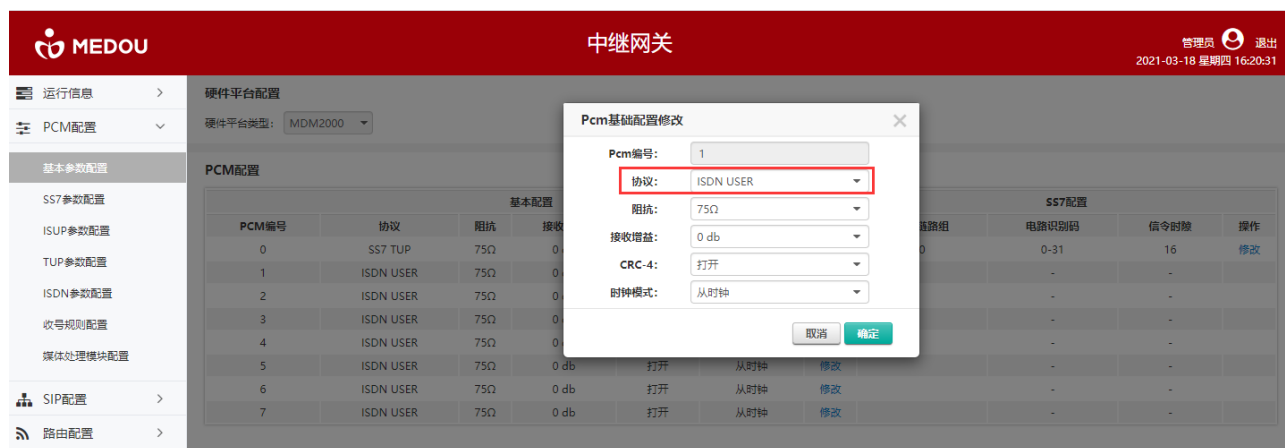 MEDOU
中继网关
管理员 退出
2021-03-18 星期四 16:20:31
运行信息
PCM配置
基本参数配置
SS7参数配置
ISUP参数配置
TUP参数配置
ISDN参数配置
收号规则配置
媒体处理模块配置
SIP配置
路由配置
硬件平台配置
硬件平台类型: MDM2000
PCM配置
基本配置 SS7配置
PCM编号 协议 阻抗 接收 链路组 电路识别码 信令时隙 操作
0 SS7 TUP 75Ω 0 0 0-31 16 修改
1 ISDN USER 75Ω 0 - -
2 ISDN USER 75Ω 0 - -
3 ISDN USER 75Ω 0 - -
4 ISDN USER 75Ω 0 - -
5 ISDN USER 75Ω 0 db 打开 从时钟 修改 - -
6 ISDN USER 75Ω 0 db 打开 从时钟 修改 - -
7 ISDN USER 75Ω 0 db 打开 从时钟 修改 - -
Pcm基础配置修改
Pcm编号: 1
协议: ISDN USER
阻抗: 75Ω
接收增益: 0 db
CRC-4: 打开
时钟模式: 从时钟
取消 确定